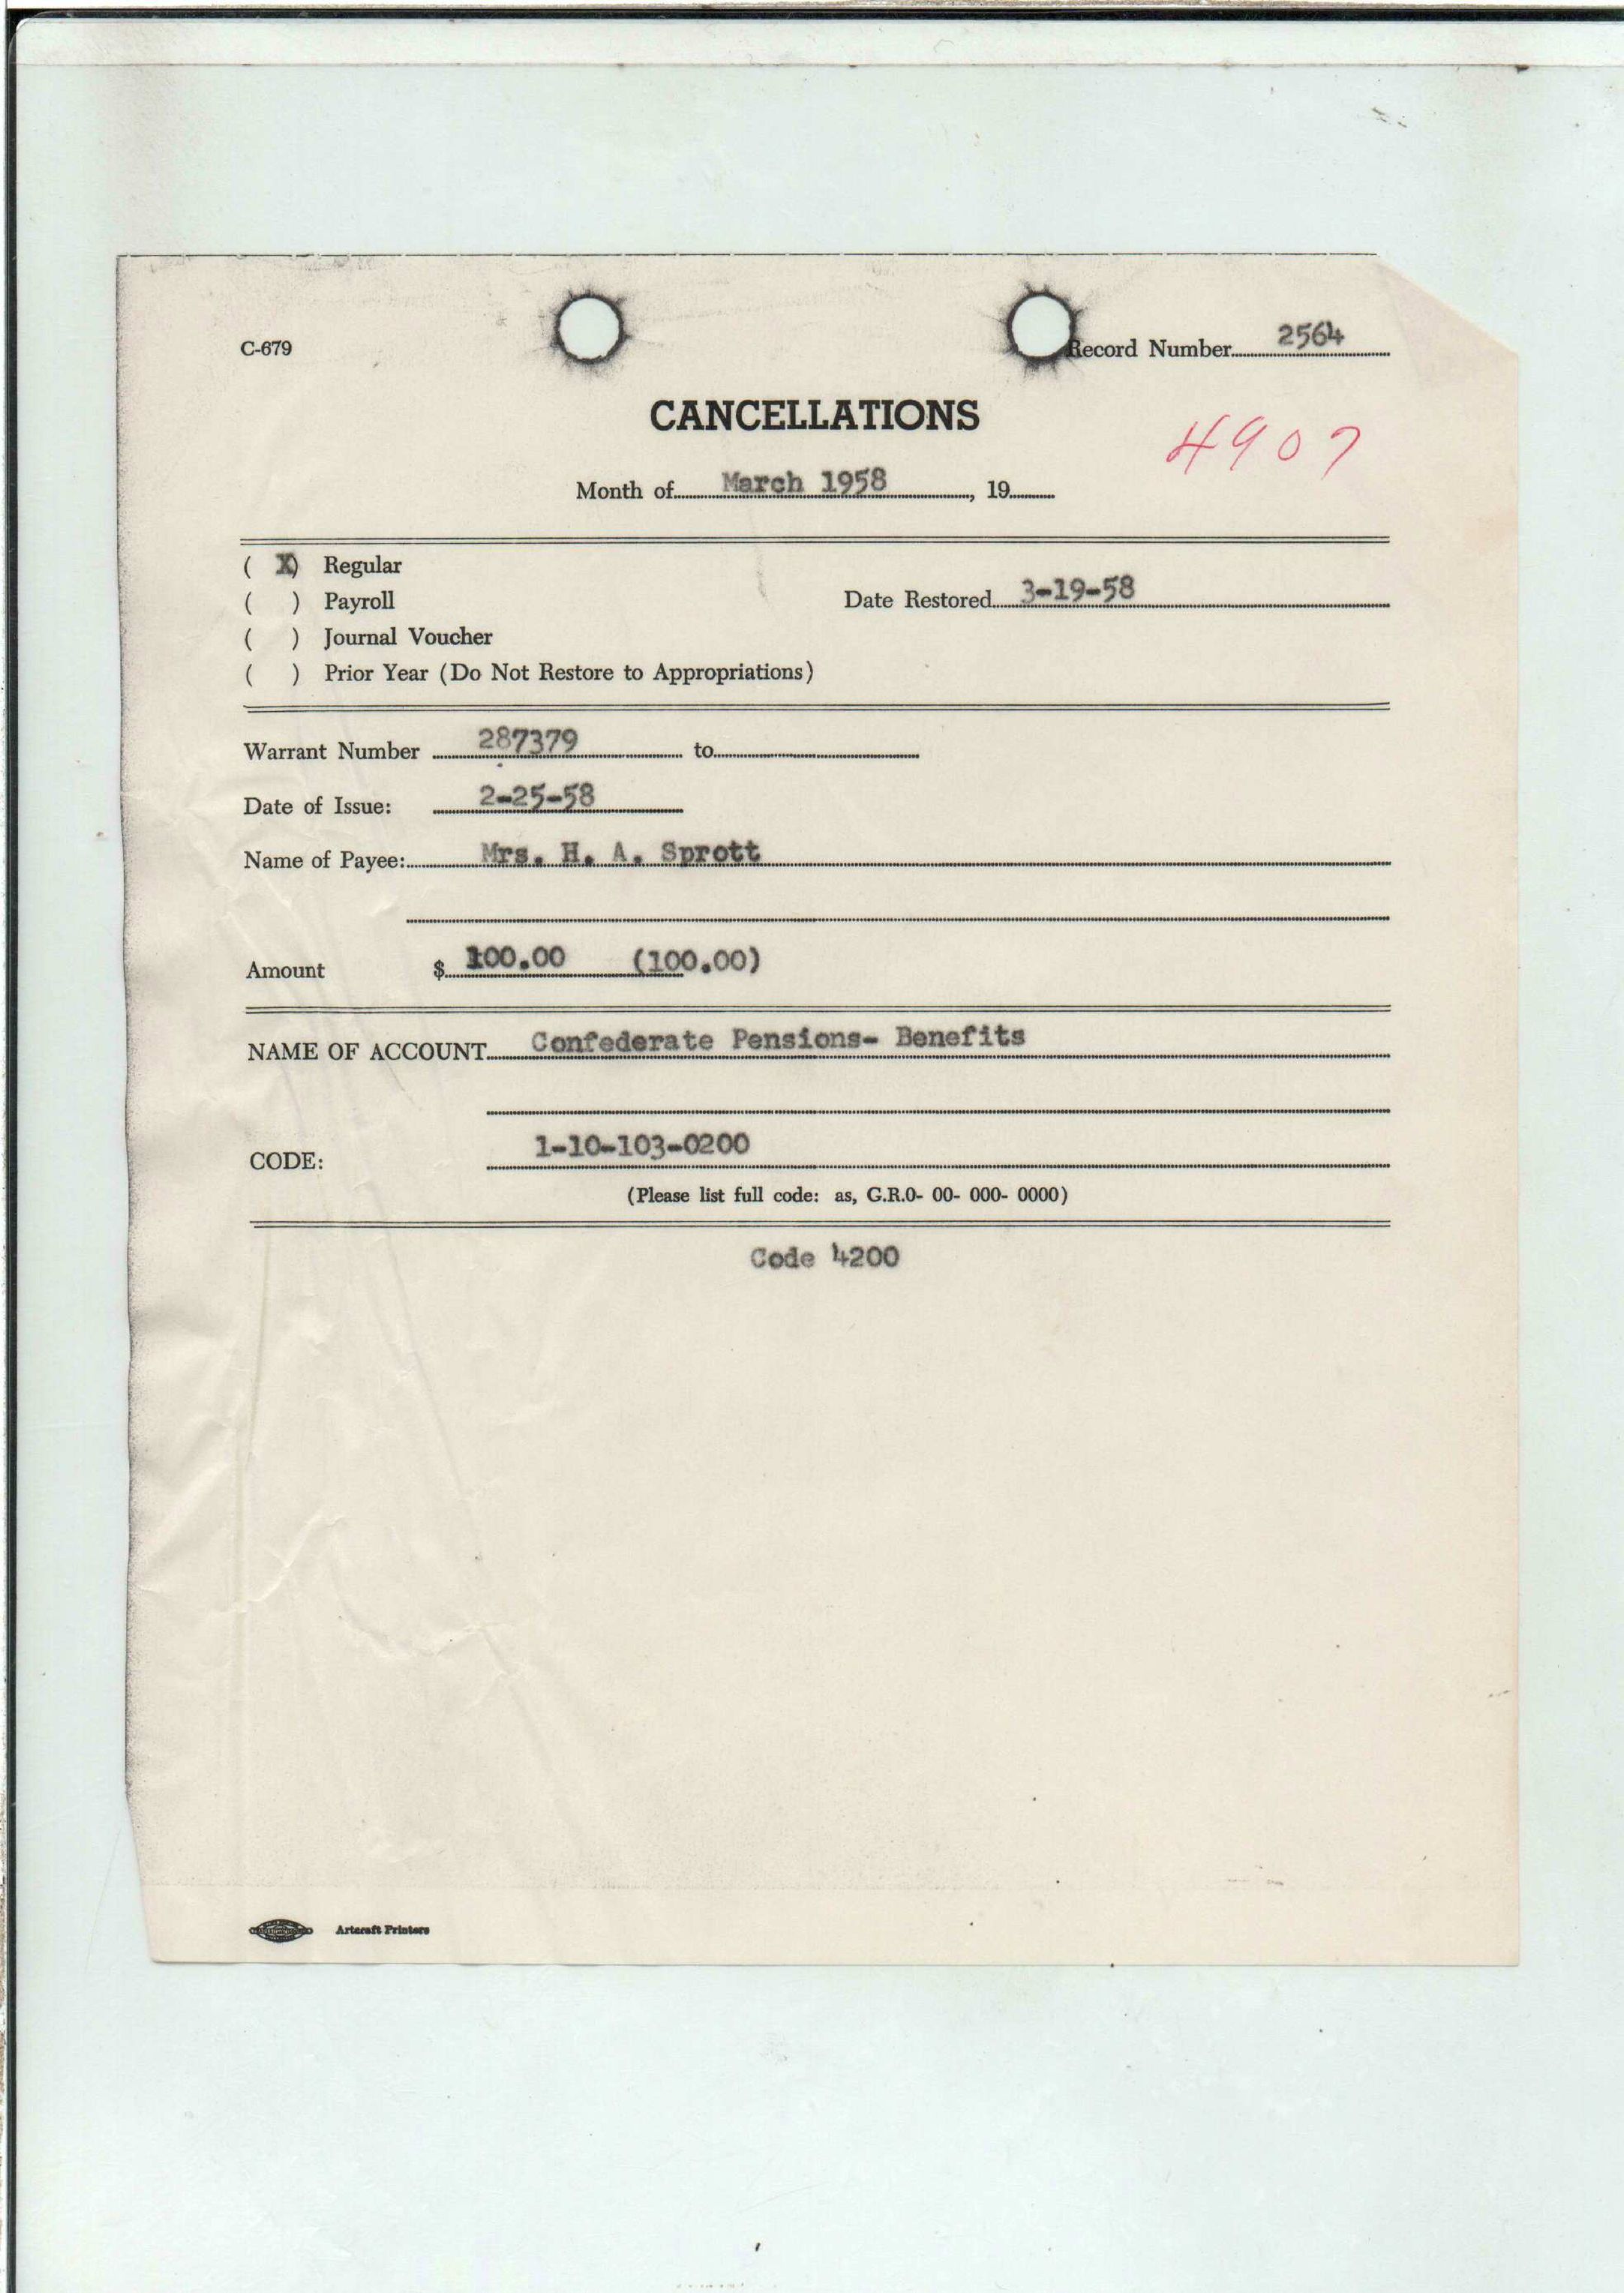 C-679
Record Number 2564
CANCELLATIONS
4907
Month of March 1958, 19
( X ) Regular
( ) Payroll
Date Restored 3-19-58
( ) Journal Voucher
( ) Prior Year (Do Not Restore to Appropriations)
Warrant Number 287379 to
Date of Issue: 2-25-58
Name of Payee: Mrs. H. A. Sprott
Amount $ 100.00 (100.00)
NAME OF ACCOUNT Confederate Pensions- Benefits
CODE: 1-10-103-0200
(Please list full code: as, G.R.0- 00- 000- 0000)
Code 4200
Artcraft Printers